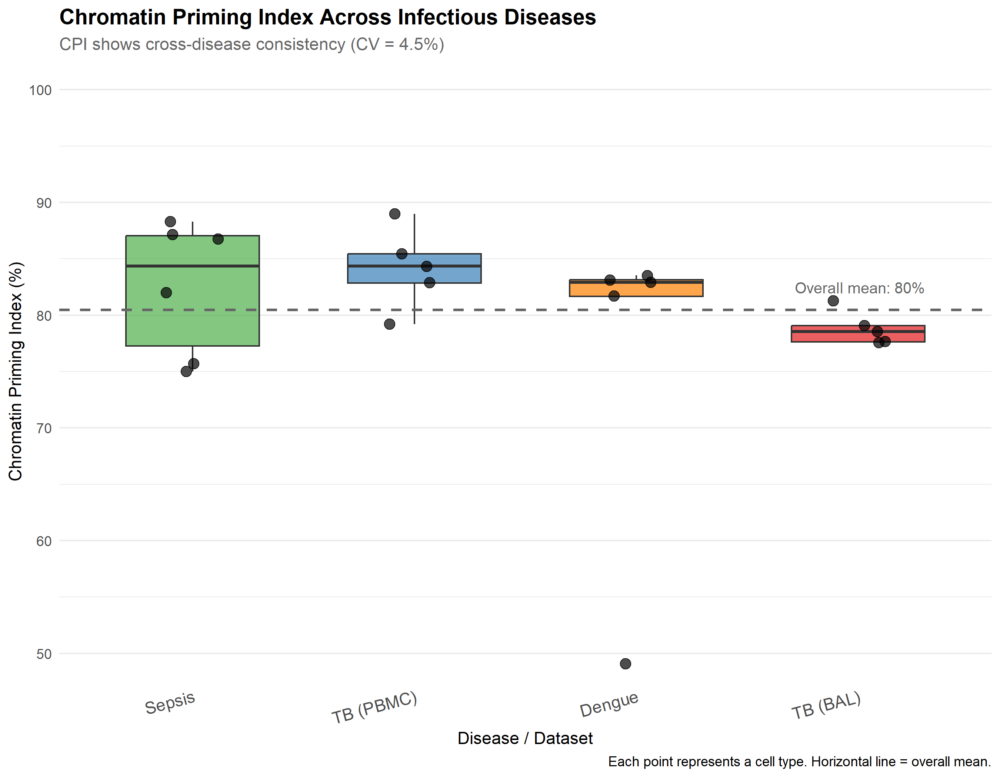 Chromatin Priming Index Across Infectious Diseases
CPI shows cross-disease consistency (CV = 4.5%)
Chromatin Priming Index (%)
100
90
80
70
60
50
Overall mean: 80%
Sepsis
TB (PBMC)
Dengue
TB (BAL)
Disease / Dataset
Each point represents a cell type. Horizontal line = overall mean.